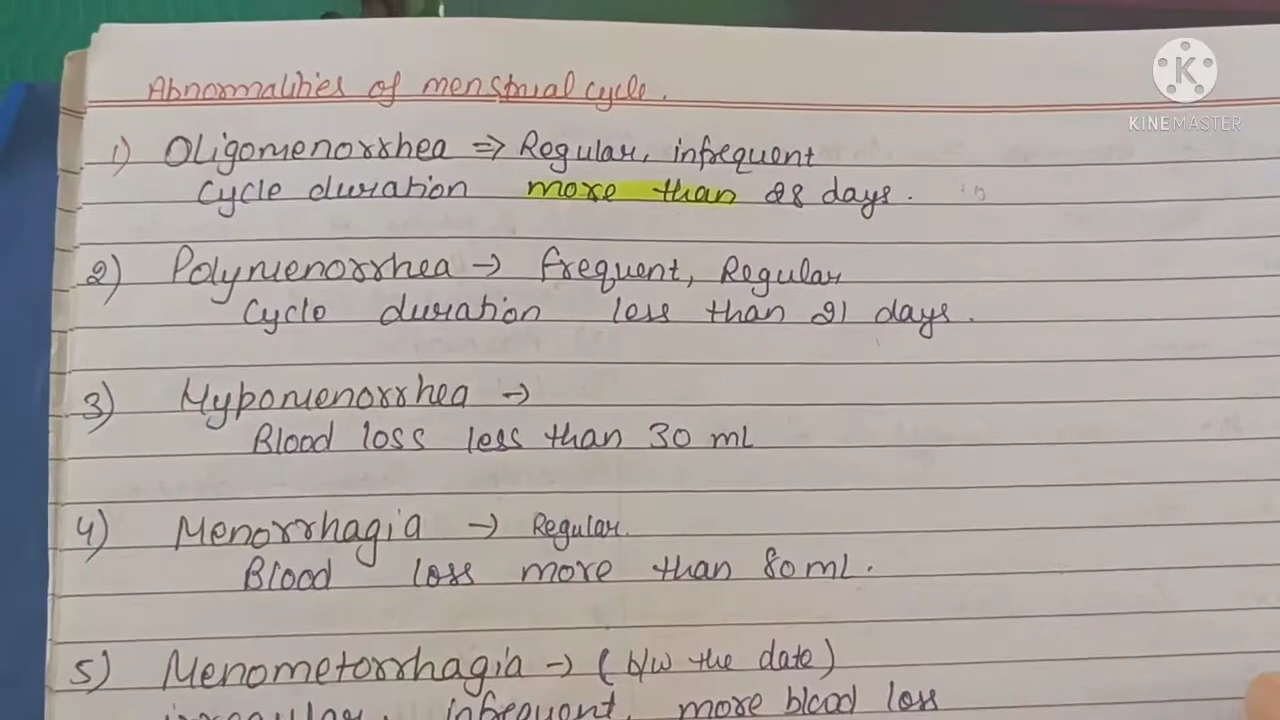 Abnormalities of menstrual cycle.
1) Oligomenorrhea ⇒ Regular, infrequent
Cycle duration more than 28 days.
2) Polymenorrhea → frequent, Regular
Cycle duration less than 21 days.
3) Hypomenorrhea →
Blood loss less than 30 mL
4) Menorrhagia → Regular.
Blood loss more than 80 mL.
5) Menometorrhagia → ( b/w the date)
irregular, infrequent, more blood loss
K
KINEMASTER